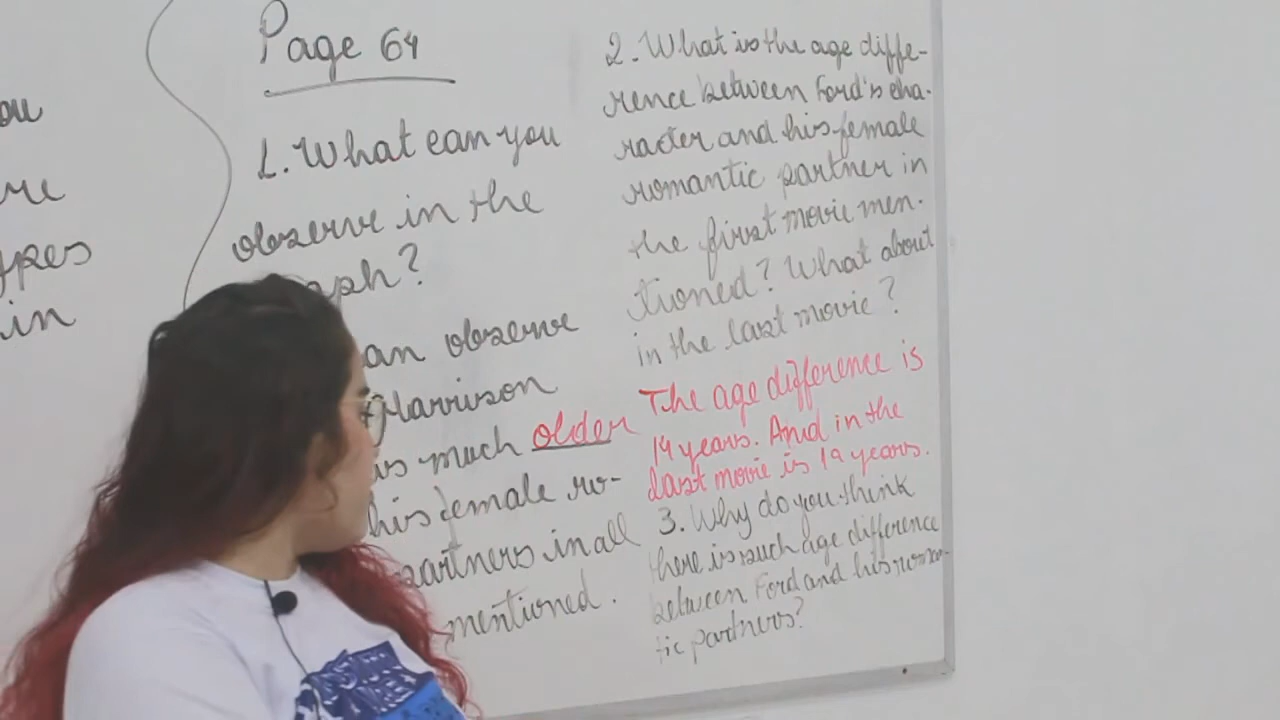 ou
re
ypes
in
Page 64
1. What can you
observe in the
aph?
an observe
Harrison
is much older
his female ro-
partners in all
mentioned.
2. What is the age diffe-
rence between Ford's cha-
racter and his female
romantic partner in
the first movie men-
tioned? What about
in the last movie?
The age difference is
14 years. And in the
last movie is 19 years.
3. Why do you think
there is such age difference
between Ford and his roman-
tic partners?